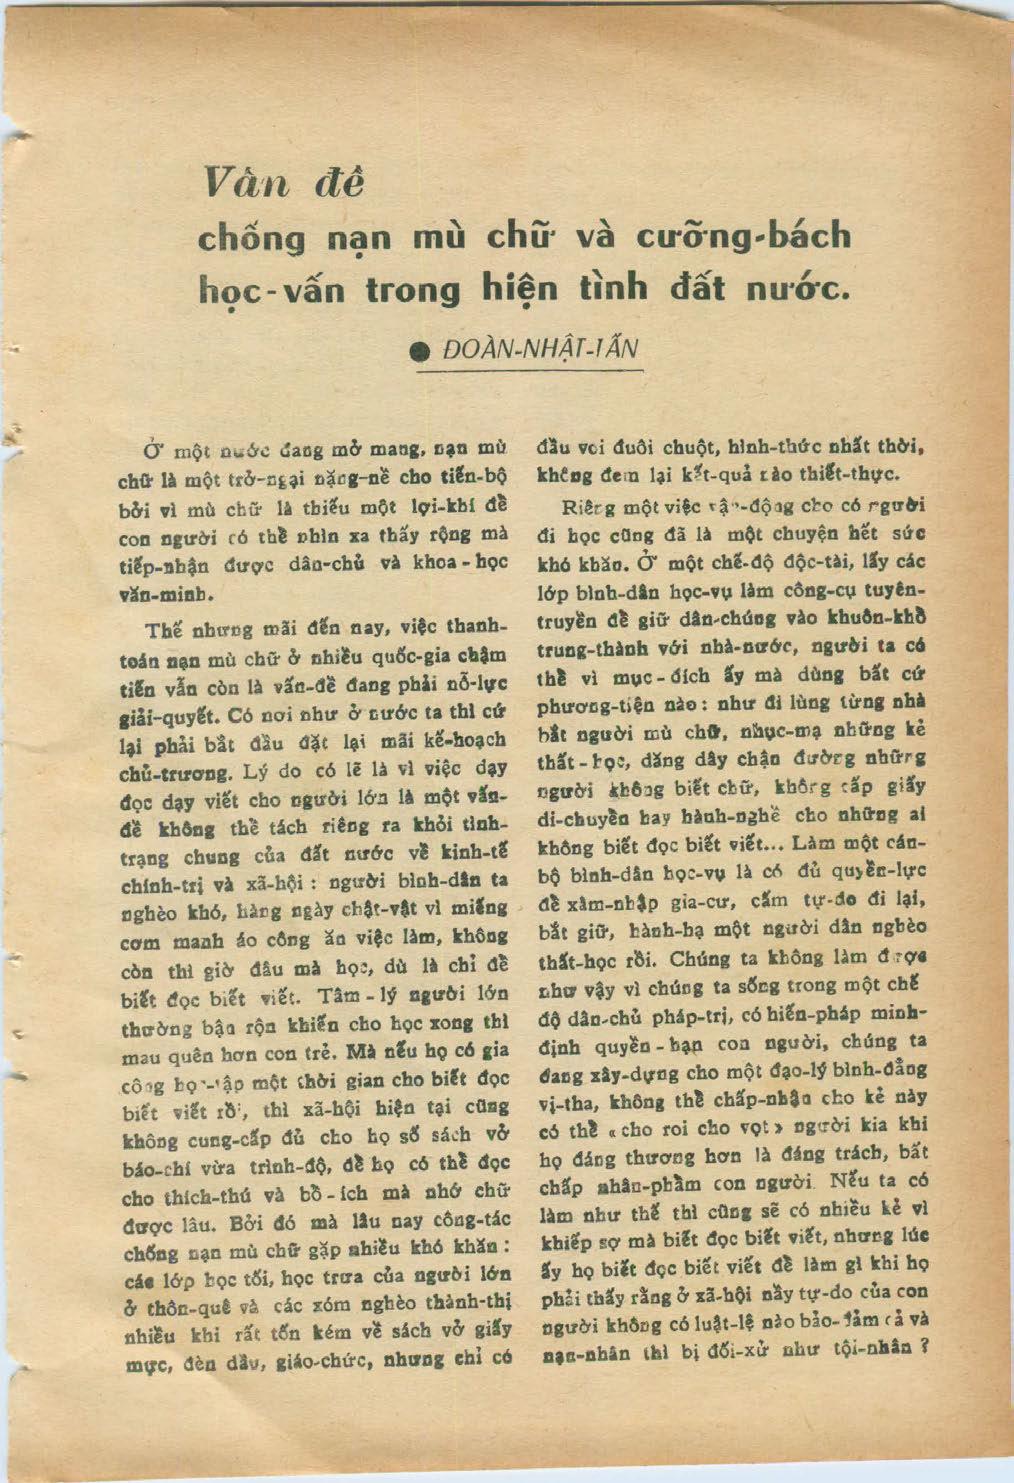 Vấn đề
chống nạn mù chữ và cưỡng-bách
học-vấn trong hiện tình đất nước.
● ĐOÀN-NHẬT-TẤN
Ở một nước đang mở mang, nạn mù
chữ là một trở-ngại nặng-nề cho tiến-bộ
bởi vì mù chữ là thiếu một lợi-khí để
con người có thể nhìn xa thấy rộng mà
tiếp-nhận được dân-chủ và khoa-học
văn-minh.
Thế nhưng mãi đến nay, việc thanh-
toán nạn mù chữ ở nhiều quốc-gia chậm
tiến vẫn còn là vấn-đề đang phải nỗ-lực
giải-quyết. Có nơi như ở nước ta thì cứ
lại phải bắt đầu đặt lại mãi kế-hoạch
chủ-trương. Lý do có lẽ là vì việc dạy
đọc dạy viết cho người lớn là một vấn-
đề không thể tách riêng ra khỏi tình-
trạng chung của đất nước về kinh-tế
chính-trị và xã-hội : người bình-dân ta
nghèo khó, hàng ngày chật-vật vì miếng
cơm manh áo công ăn việc làm, không
còn thì giờ đâu mà học, dù là chỉ để
biết đọc biết viết. Tâm-lý người lớn
thường bận rộn khiến cho học xong thì
mau quên hơn con trẻ. Mà nếu họ có gia
công học-tập một thời gian cho biết đọc
biết viết rồi, thì xã-hội hiện tại cũng
không cung-cấp đủ cho họ số sách vở
báo-chí vừa trình-độ, để họ có thể đọc
cho thích-thú và bổ-ích mà nhớ chữ
được lâu. Bởi đó mà lâu nay công-tác
chống nạn mù chữ gặp nhiều khó khăn :
các lớp học tối, học trưa của người lớn
ở thôn-quê và các xóm nghèo thành-thị
nhiều khi rất tốn kém về sách vở giấy
mực, đèn dầu, giáo-chức, nhưng chỉ có
đầu voi đuôi chuột, hình-thức nhất thời,
không đem lại kết-quả nào thiết-thực.
Riêng một việc vận-động cho có người
đi học cũng đã là một chuyện hết sức
khó khăn. Ở một chế-độ độc-tài, lấy các
lớp bình-dân học-vụ làm công-cụ tuyên-
truyền để giữ dân-chúng vào khuôn-khổ
trung-thành với nhà-nước, người ta có
thể vì mục-đích ấy mà dùng bất cứ
phương-tiện nào : như đi lùng từng nhà
bắt người mù chữ, nhục-mạ những kẻ
thất-học, dăng dây chận đường những
người không biết chữ, không cấp giấy
di-chuyển hay hành-nghề cho những ai
không biết đọc biết viết... Làm một cán-
bộ bình-dân học-vụ là có đủ quyền-lực
để xâm-nhập gia-cư, cấm tự-do đi lại,
bắt giữ, hành-hạ một người dân nghèo
thất-học rồi. Chúng ta không làm được
như vậy vì chúng ta sống trong một chế
độ dân-chủ pháp-trị, có hiến-pháp minh-
định quyền-hạn con người, chúng ta
đang xây-dựng cho một đạo-lý bình-đẳng
vị-tha, không thể chấp-nhận cho kẻ này
có thể «cho roi cho vọt» người kia khi
họ đáng thương hơn là đáng trách, bất
chấp nhân-phẩm con người. Nếu ta có
làm như thế thì cũng sẽ có nhiều kẻ vì
khiếp sợ mà biết đọc biết viết, nhưng lúc
ấy họ biết đọc biết viết để làm gì khi họ
phải thấy rằng ở xã-hội nầy tự-do của con
người không có luật-lệ nào bảo-đảm cả và
nạn-nhân thì bị đối-xử như tội-nhân ?